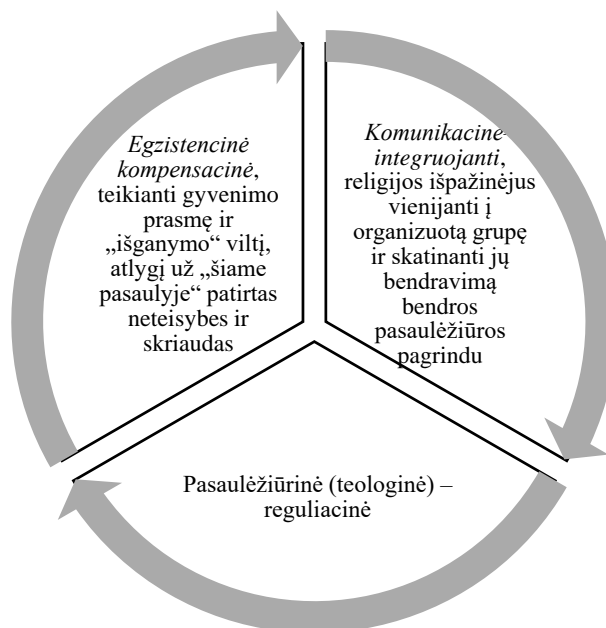 Egzistencinė
kompensacinė,
teikianti gyvenimo
prasmę ir
„išganymo“ viltį,
atlygį už „šiame
pasaulyje“ patirtas
neteisybes ir
skriaudas
Komunikacinė-
integruojanti,
religijos išpažinėjus
vienijanti į
organizuotą grupę
ir skatinanti jų
bendravimą
bendros
pasaulėžiūros
pagrindu
Pasaulėžiūrinė (teologinė) –
reguliacinė